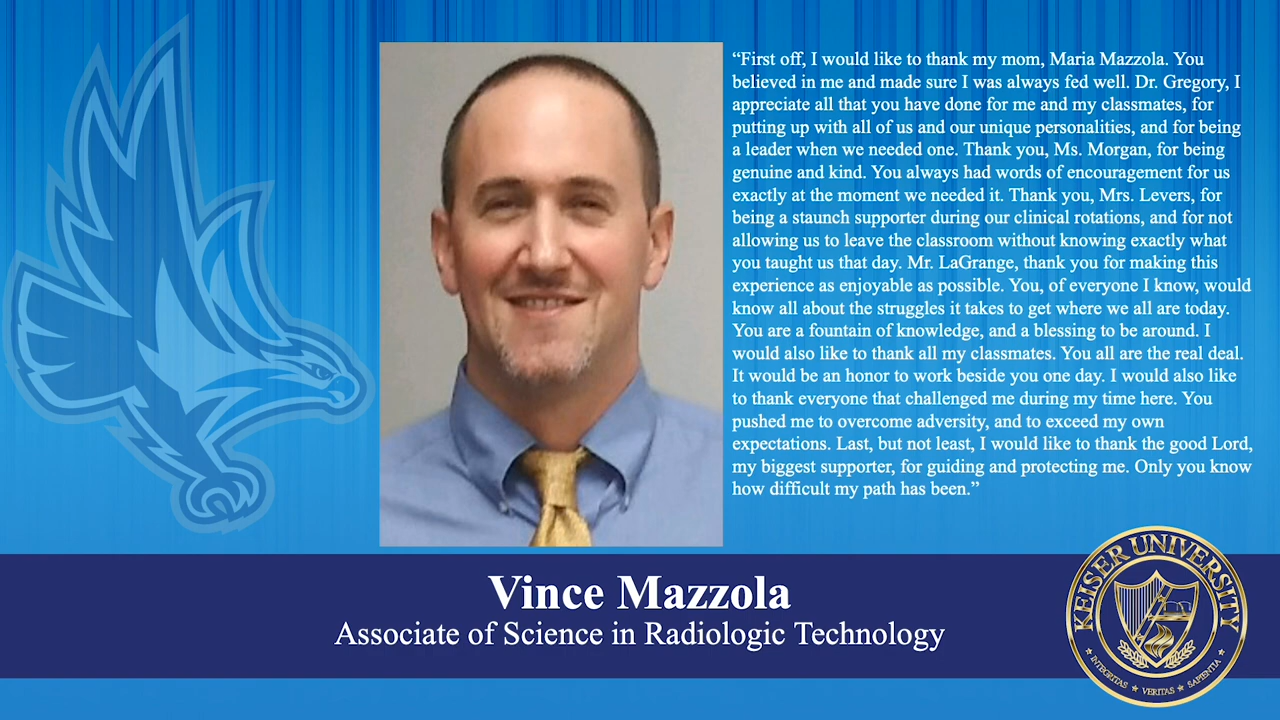 “First off, I would like to thank my mom, Maria Mazzola. You
believed in me and made sure I was always fed well. Dr. Gregory, I
appreciate all that you have done for me and my classmates, for
putting up with all of us and our unique personalities, and for being
a leader when we needed one. Thank you, Ms. Morgan, for being
genuine and kind. You always had words of encouragement for us
exactly at the moment we needed it. Thank you, Mrs. Levers, for
being a staunch supporter during our clinical rotations, and for not
allowing us to leave the classroom without knowing exactly what
you taught us that day. Mr. LaGrange, thank you for making this
experience as enjoyable as possible. You, of everyone I know, would
know all about the struggles it takes to get where we all are today.
You are a fountain of knowledge, and a blessing to be around. I
would also like to thank all my classmates. You all are the real deal.
It would be an honor to work beside you one day. I would also like
to thank everyone that challenged me during my time here. You
pushed me to overcome adversity, and to exceed my own
expectations. Last, but not least, I would like to thank the good Lord,
my biggest supporter, for guiding and protecting me. Only you know
how difficult my path has been.”
Vince Mazzola
Associate of Science in Radiologic Technology
KEISER UNIVERSITY
INTEGRITAS ★ VERITAS ★ SAPIENTIA